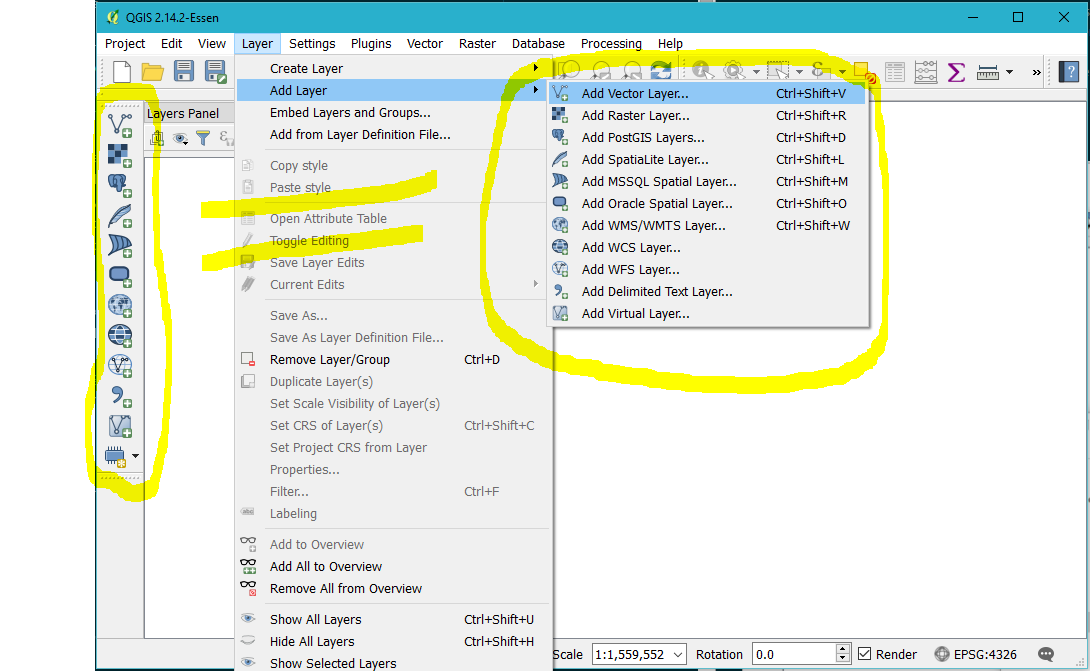 QGIS 2.14.2-Essen
Project Edit View Layer Settings Plugins Vector Raster Database Processing Help
Layers Panel
Create Layer
Add Layer
Embed Layers and Groups...
Add from Layer Definition File...
Copy style
Paste style
Open Attribute Table
Toggle Editing
Save Layer Edits
Current Edits
Save As...
Save As Layer Definition File...
Remove Layer/Group Ctrl+D
Duplicate Layer(s)
Set Scale Visibility of Layer(s)
Set CRS of Layer(s) Ctrl+Shift+C
Set Project CRS from Layer
Properties...
Filter... Ctrl+F
Labeling
Add to Overview
Add All to Overview
Remove All from Overview
Show All Layers Ctrl+Shift+U
Hide All Layers Ctrl+Shift+H
Show Selected Layers
Add Vector Layer... Ctrl+Shift+V
Add Raster Layer... Ctrl+Shift+R
Add PostGIS Layers... Ctrl+Shift+D
Add SpatiaLite Layer... Ctrl+Shift+L
Add MSSQL Spatial Layer... Ctrl+Shift+M
Add Oracle Spatial Layer... Ctrl+Shift+O
Add WMS/WMTS Layer... Ctrl+Shift+W
Add WCS Layer...
Add WFS Layer...
Add Delimited Text Layer...
Add Virtual Layer...
Scale 1:1,559,552 Rotation 0.0 Render EPSG:4326